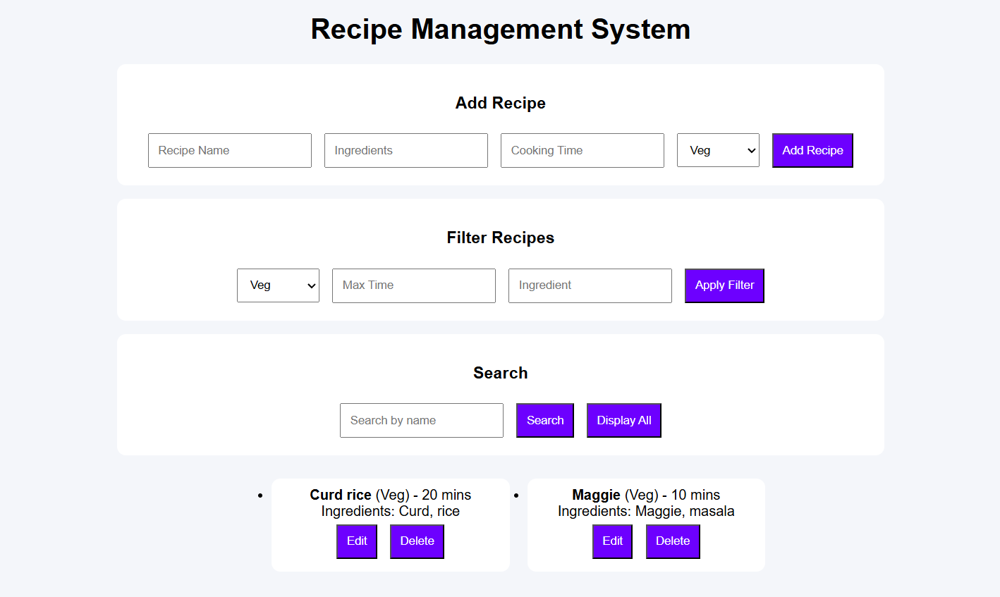 Recipe Management System
Add Recipe
Recipe Name Ingredients Cooking Time Veg Add Recipe
Filter Recipes
Veg Max Time Ingredient Apply Filter
Search
Search by name Search Display All
Curd rice (Veg) - 20 mins
Ingredients: Curd, rice
Edit Delete
Maggie (Veg) - 10 mins
Ingredients: Maggie, masala
Edit Delete